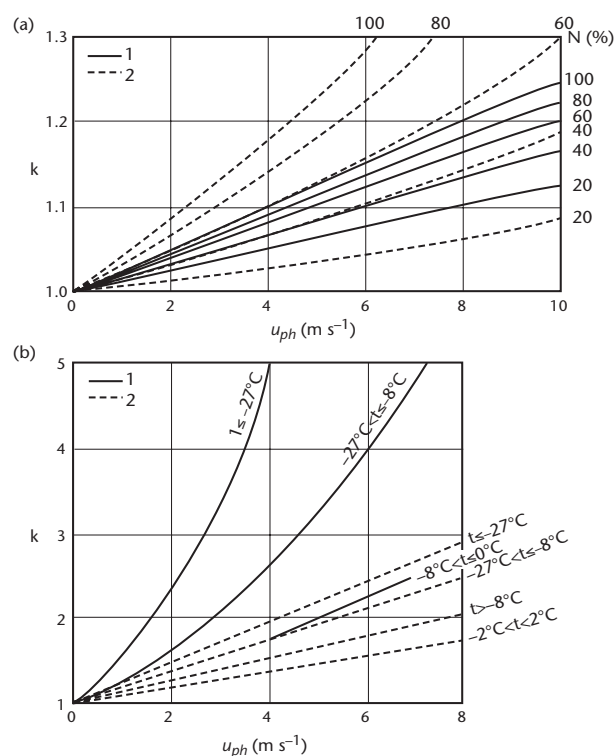 (a)
100
80
60
N (%)
1.3
1
2
100
80
1.2
60
40
k
40
20
1.1
20
1.0
0
2
4
6
8
10
u_ph (m s⁻¹)
(b)
5
1
2
1≤ –27°C
–27°C<t≤–8°C
4
k
3
t≤–27°C
–8°C<t≤0°C
–27°C<t≤–8°C
2
t>–8°C
–2°C<t<2°C
1
0
2
4
6
8
u_ph (m s⁻¹)